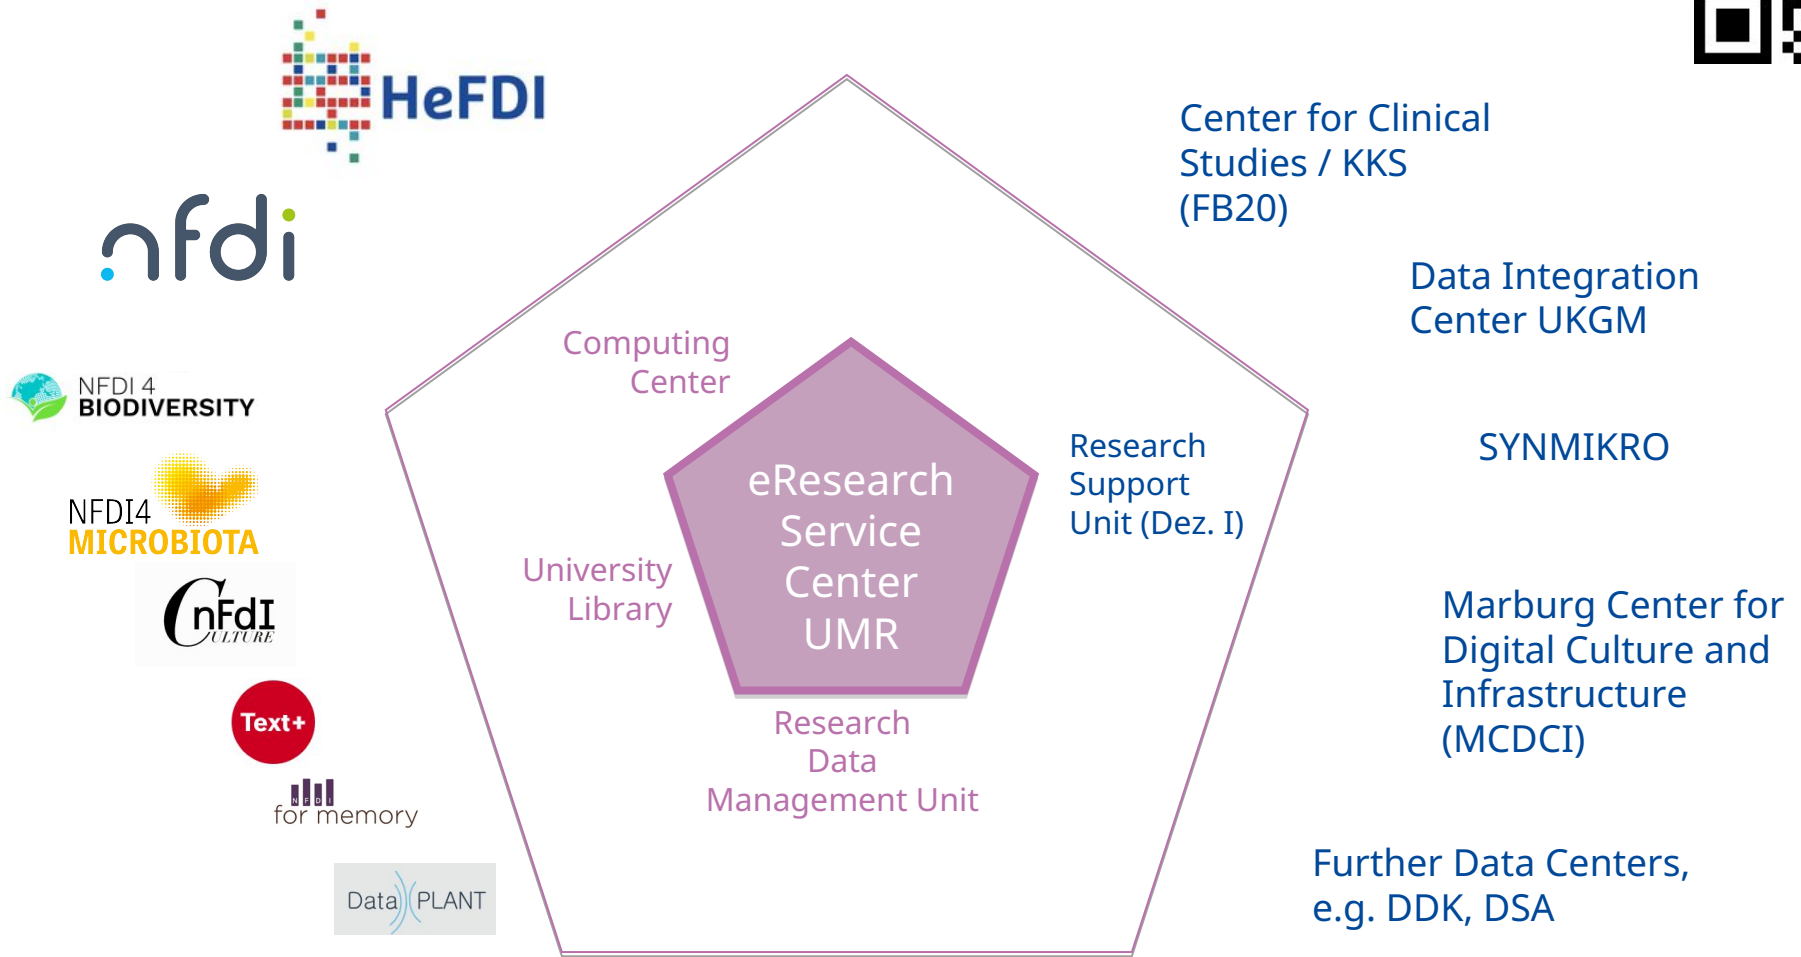 HeFDI
nfdi
NFDI 4
BIODIVERSITY
NFDI4
MICROBIOTA
nFdI
CULTURE
Text+
NFDI
for memory
Data PLANT
Computing
Center
University
Library
eResearch
Service
Center
UMR
Research
Support
Unit (Dez. I)
Research
Data
Management Unit
Center for Clinical
Studies / KKS
(FB20)
Data Integration
Center UKGM
SYNMIKRO
Marburg Center for
Digital Culture and
Infrastructure
(MCDCI)
Further Data Centers,
e.g. DDK, DSA